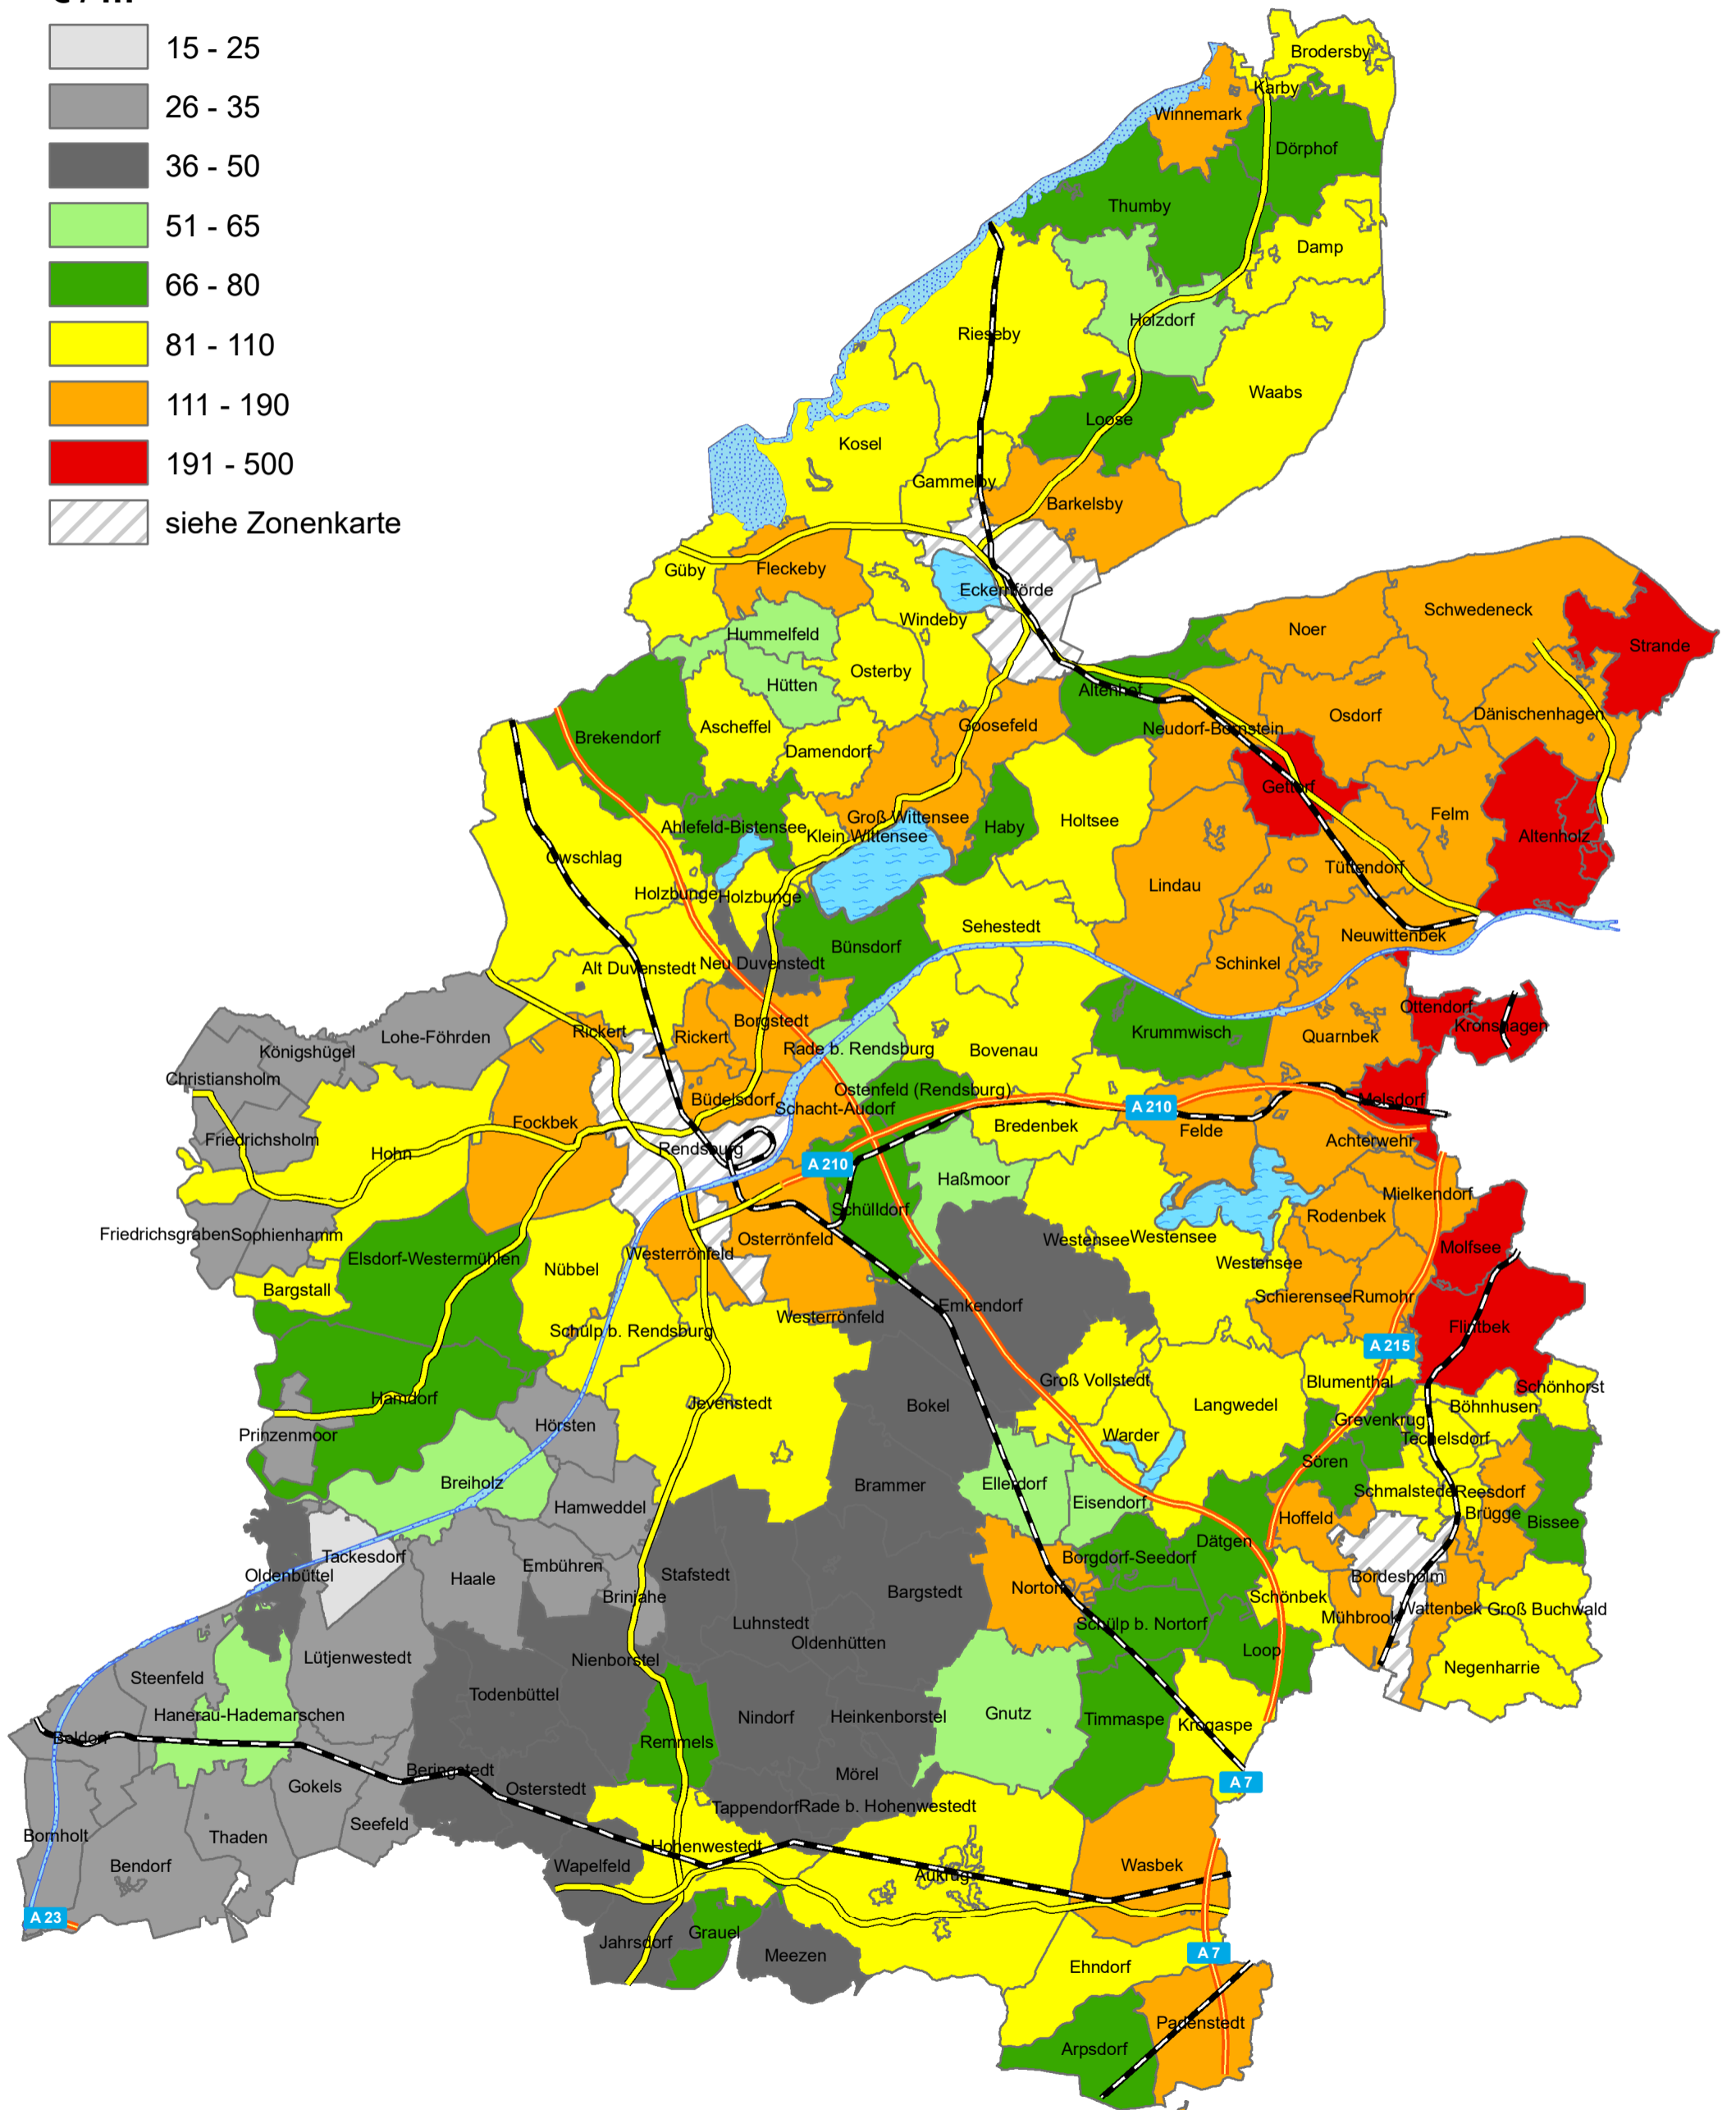 15 - 25
26 - 35
36 - 50
51 - 65
66 - 80
81 - 110
111 - 190
191 - 500
siehe Zonenkarte
Brodersby
Karby
Winnemark
Dörphof
Thumby
Damp
Holzdorf
Rieseby
Waabs
Loose
Kosel
Gammelby
Barkelsby
Güby
Fleckeby
Eckernförde
Schwedeneck
Windeby
Noer
Hummelfeld
Strande
Osterby
Hütten
Altenhof
Dänischenhagen
Osdorf
Ascheffel
Goosefeld
Neudorf-Bornstein
Brekendorf
Damendorf
Gettorf
Felm
Groß Wittensee
Holtsee
Ahlefeld-Bistensee
Haby
Klein Wittensee
Altenholz
Owschlag
Tüttendorf
Lindau
Holzbunge
Holzbunge
Sehestedt
Neuwittenbek
Bünsdorf
Neu Duvenstedt
Schinkel
Alt Duvenstedt
Ottendorf
Borgstedt
Kronshagen
Rickert
Krummwisch
Rickert
Quarnbek
Lohe-Föhrden
Rade b. Rendsburg
Bovenau
Königshügel
Christiansholm
Ostenfeld (Rendsburg)
Büdelsdorf
Melsdorf
A 210
Schacht-Audorf
Fockbek
Bredenbek
Felde
Friedrichsholm
Achterwehr
Rendsburg
Hohn
A 210
Haßmoor
Mielkendorf
Schülldorf
Rodenbek
Friedrichsgraben
Sophienhamm
Osterrönfeld
Westensee
Westensee
Molfsee
Westerrönfeld
Elsdorf-Westermühlen
Westensee
Nübbel
Bargstall
Schierensee
Rumohr
Emkendorf
Westerrönfeld
Flintbek
Schülp b. Rendsburg
A 215
Groß Vollstedt
Blumenthal
Schönhorst
Hamdorf
Jevenstedt
Bokel
Langwedel
Böhnhusen
Grevenkrug
Hörsten
Prinzenmoor
Warder
Techelsdorf
Sören
Breiholz
Brammer
Ellerdorf
Schmalstede
Reesdorf
Eisendorf
Hamweddel
Brügge
Hoffeld
Bissee
Dätgen
Tackesdorf
Borgdorf-Seedorf
Embühren
Oldenbüttel
Stafstedt
Bordesholm
Haale
Nortorf
Bargstedt
Brinjahe
Schönbek
Wattenbek
Groß Buchwald
Mühbrook
Luhnstedt
Schülp b. Nortorf
Oldenhütten
Loop
Lütjenwestedt
Nienborstel
Negenharrie
Steenfeld
Todenbüttel
Hanerau-Hademarschen
Nindorf
Heinkenborstel
Gnutz
Timmaspe
Krogaspe
Beldorf
Remmels
Beringstedt
Mörel
A 7
Gokels
Osterstedt
Tappendorf
Rade b. Hohenwestedt
Seefeld
Bornholt
Thaden
Hohenwestedt
Bendorf
Wapelfeld
Wasbek
Aukrug
A 23
Grauel
Jahrsdorf
A 7
Meezen
Ehndorf
Padenstedt
Arpsdorf